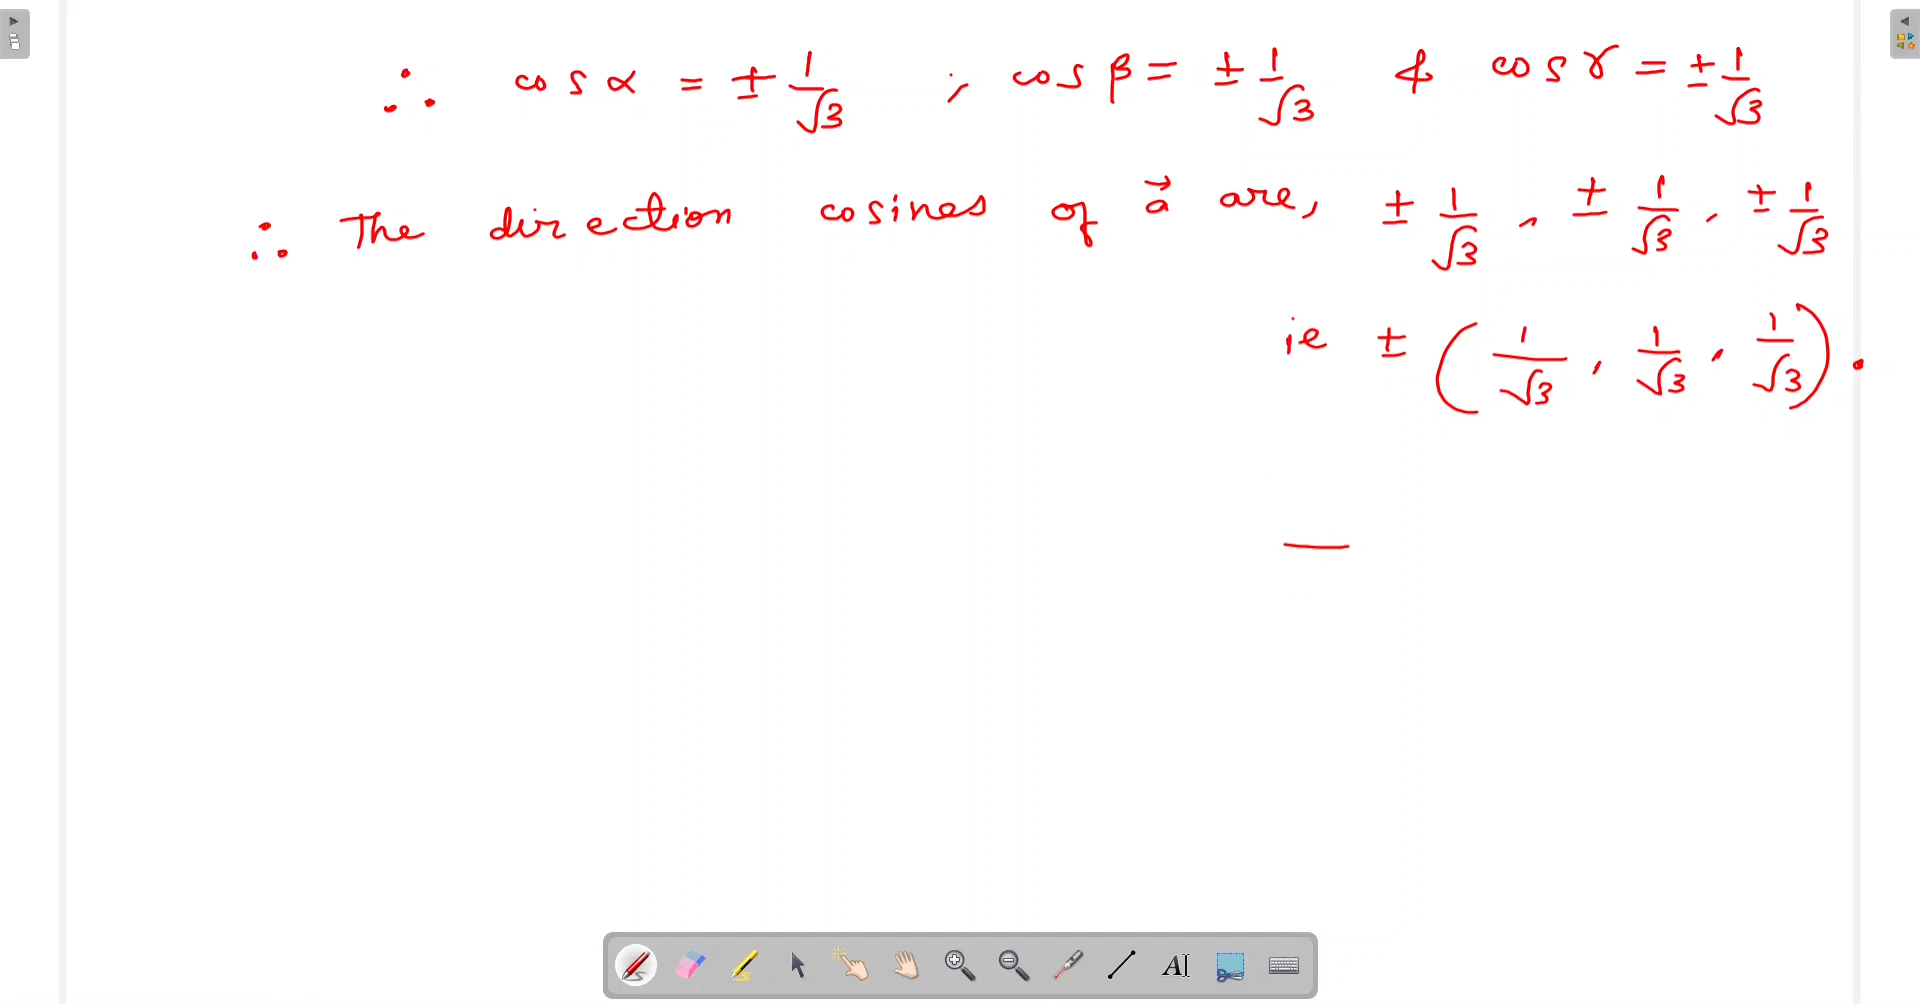 ∴ cos α = ± 1/√3 ; cos β = ± 1/√3 & cos γ = ± 1/√3
∴ The direction cosines of a⃗ are, ± 1/√3 , ± 1/√3 , ± 1/√3
ie ± ( 1/√3 , 1/√3 , 1/√3 ) .